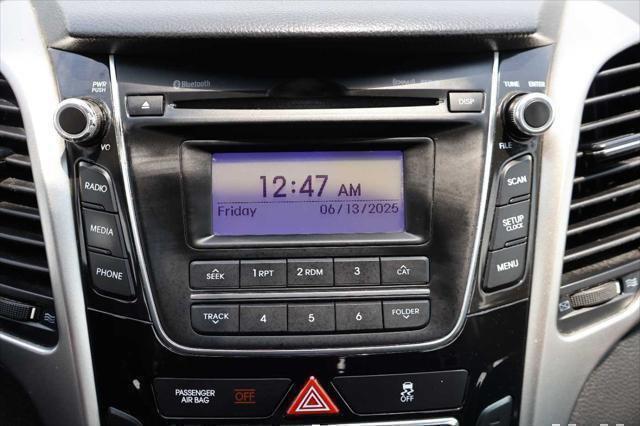 PWR
PUSH
Bluetooth
TUNE ENTER
DISP
VO
FILE
RADIO
MEDIA
PHONE
12:47 AM
Friday 06/13/2025
SCAN
SETUP
CLOCK
MENU
SEEK 1 RPT 2 RDM 3 CAT
TRACK 4 5 6 FOLDER
PASSENGER
AIR BAG OFF
OFF